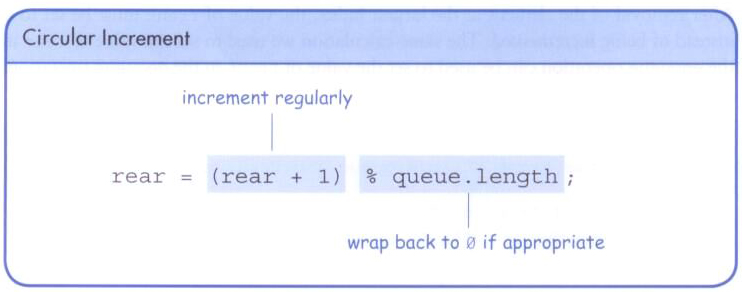 Circular Increment
increment regularly
rear = (rear + 1) % queue.length;
wrap back to 0 if appropriate